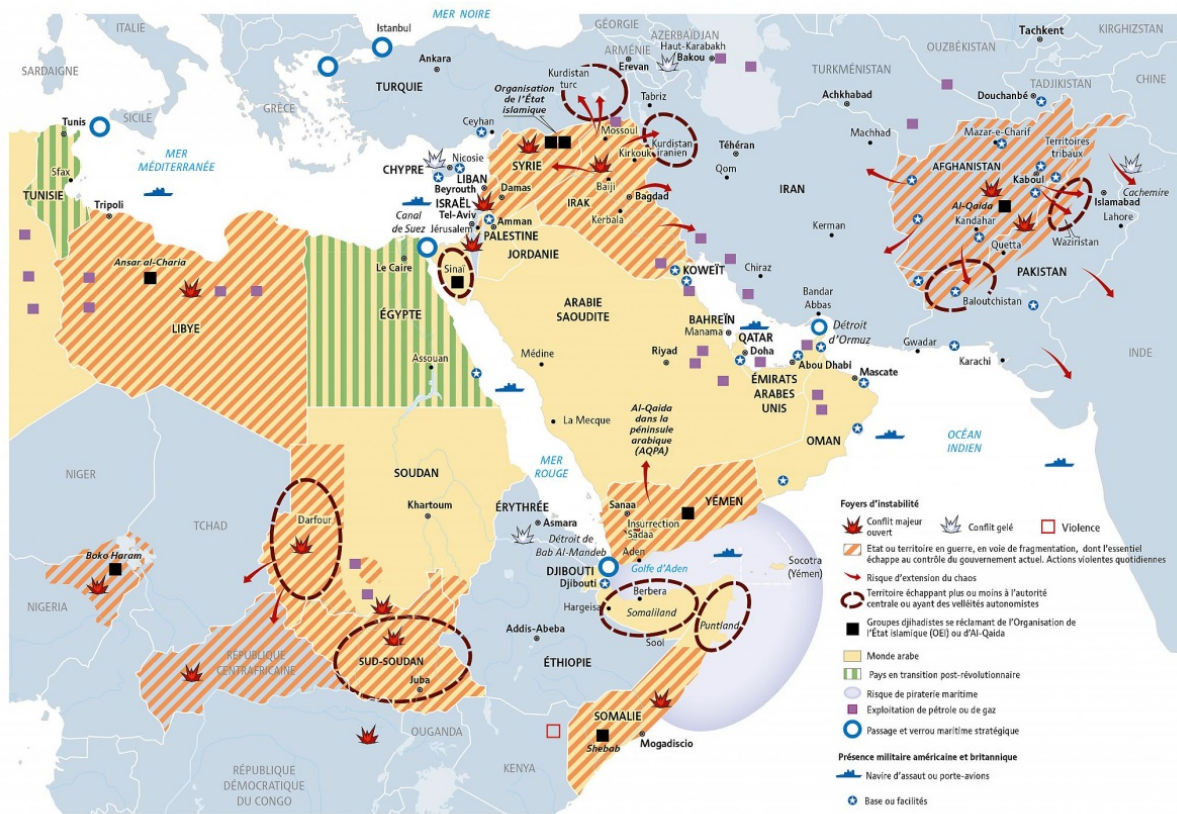 MER NOIRE
ITALIE
Istanbul
GÉORGIE
AZERBAÏDJAN
Haut-Karabakh
ARMÉNIE
Bakou
Erevan
Tachkent
KIRGHIZSTAN
OUZBÉKISTAN
TURKMÉNISTAN
TADJIKISTAN
CHINE
Douchanbé
Achkhabad
SARDAIGNE
Ankara
TURQUIE
GRÈCE
SICILE
Tunis
Organisation
de l'État
islamique
Kurdistan
turc
Tabriz
Ceyhan
Mossoul
Kirkouk
Kurdistan
iranien
Téhéran
Machhad
Mazar-e-Charif
Territoires
tribaux
AFGHANISTAN
Kaboul
Cachemire
Islamabad
Lahore
Al-Qaida
Kandahar
Quetta
Waziristan
PAKISTAN
Baloutchistan
MER
MÉDITERRANÉE
CHYPRE
Nicosie
SYRIE
LIBAN
Beyrouth
Damas
ISRAËL
Tel-Aviv
Jérusalem
Amman
PALESTINE
JORDANIE
Baiji
IRAK
Bagdad
Kerbala
Qom
IRAN
Kerman
Sfax
TUNISIE
Tripoli
Canal
de Suez
Le Caire
Sinaï
Ansar al-Charia
LIBYE
ÉGYPTE
Assouan
KOWEÏT
Chiraz
Bandar
Abbas
Détroit
d'Ormuz
Gwadar
Karachi
INDE
ARABIE
SAOUDITE
BAHREÏN
Manama
QATAR
Doha
Riyad
Abou Dhabi
Mascate
ÉMIRATS
ARABES
UNIS
OMAN
Médine
La Mecque
Al-Qaida
dans la
péninsule
arabique
(AQPA)
MER
ROUGE
OCÉAN
INDIEN
NIGER
TCHAD
SOUDAN
Khartoum
Darfour
ÉRYTHRÉE
Asmara
Détroit de
Bab Al-Mandeb
Sanaa
Insurrection
Sadaa
YÉMEN
Aden
Golfe d'Aden
Socotra
(Yémen)
Boko Haram
NIGERIA
DJIBOUTI
Djibouti
Berbera
Hargeisa
Somaliland
Puntland
Sool
Addis-Abeba
ÉTHIOPIE
RÉPUBLIQUE
CENTRAFRICAINE
SUD-SOUDAN
Juba
OUGANDA
KENYA
SOMALIE
Shebab
Mogadiscio
RÉPUBLIQUE
DÉMOCRATIQUE
DU CONGO
Foyers d'instabilité
Conflit majeur
ouvert
Conflit gelé
Violence
Etat ou territoire en guerre, en voie de fragmentation, dont l'essentiel
échappe au contrôle du gouvernement actuel. Actions violentes quotidiennes
Risque d'extension du chaos
Territoire échappant plus ou moins à l'autorité
centrale ou ayant des velléités autonomistes
Groupes djihadistes se réclamant de l'Organisation de
l'État islamique (OEI) ou d'Al-Qaida
Monde arabe
Pays en transition post-révolutionnaire
Risque de piraterie maritime
Exploitation de pétrole ou de gaz
Passage et verrou maritime stratégique
Présence militaire américaine et britannique
Navire d'assaut ou porte-avions
Base ou facilités